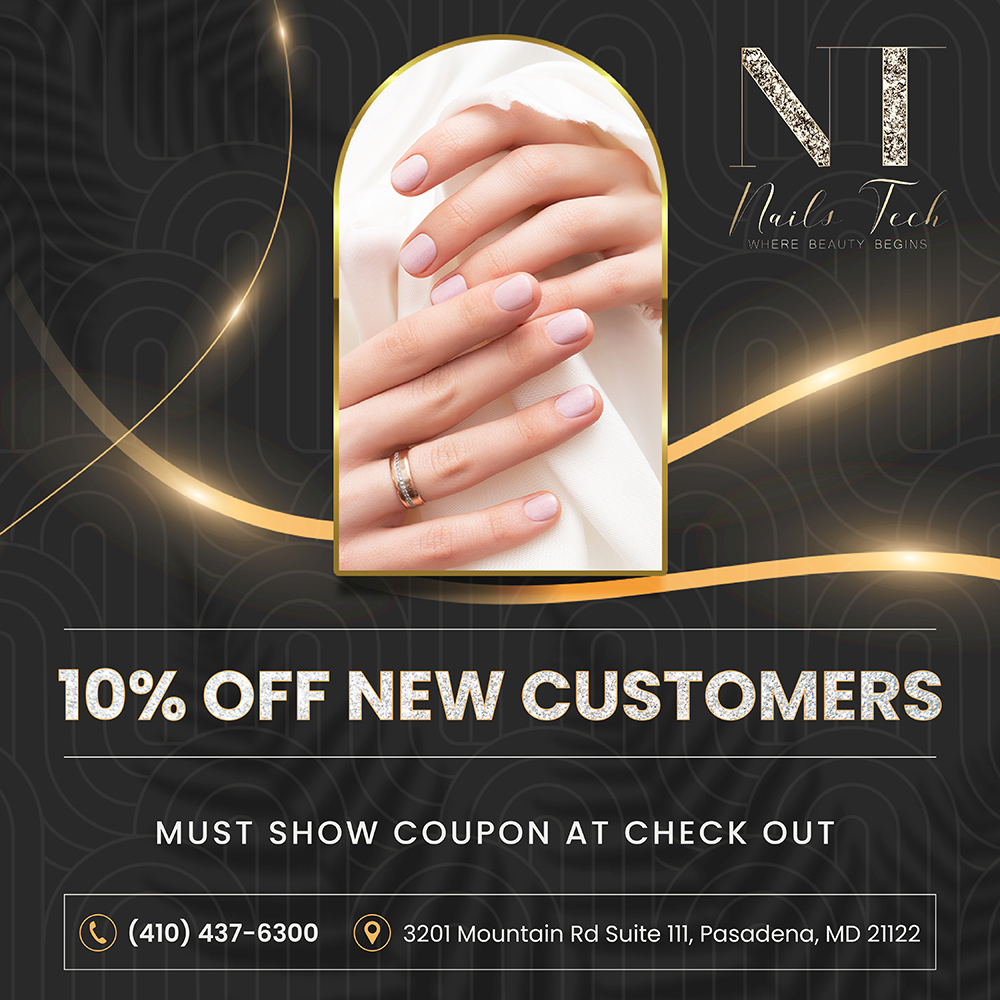 NT
Nails Tech
WHERE BEAUTY BEGINS
10% OFF NEW CUSTOMERS
MUST SHOW COUPON AT CHECK OUT
(410) 437-6300
3201 Mountain Rd Suite 111, Pasadena, MD 21122